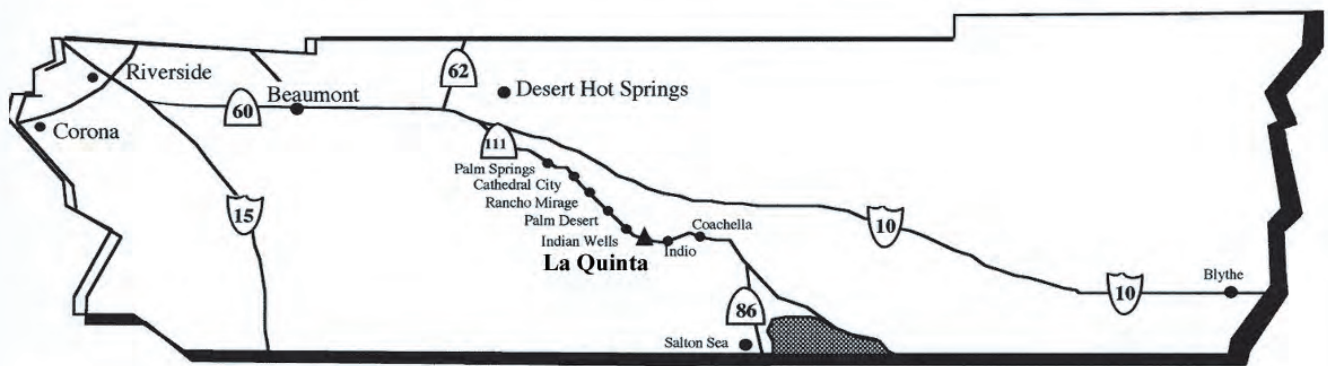 Riverside
62
Desert Hot Springs
Beaumont
60
Corona
111
Palm Springs
Cathedral City
Rancho Mirage
15
Palm Desert
Coachella
10
Indian Wells
Indio
La Quinta
Blythe
10
86
Salton Sea